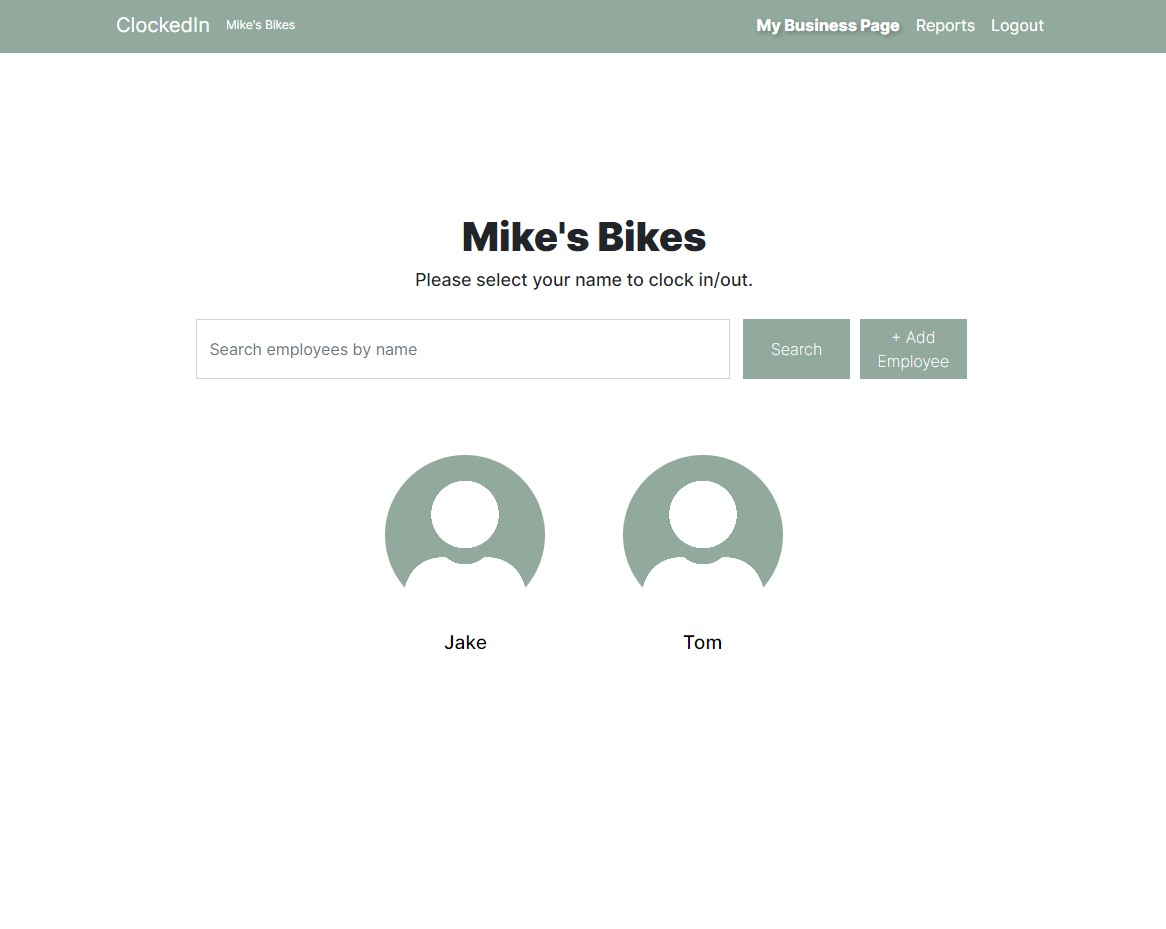 ClockedIn Mike's Bikes My Business Page Reports Logout
Mike's Bikes
Please select your name to clock in/out.
Search employees by name
Search
+ Add
Employee
Jake
Tom